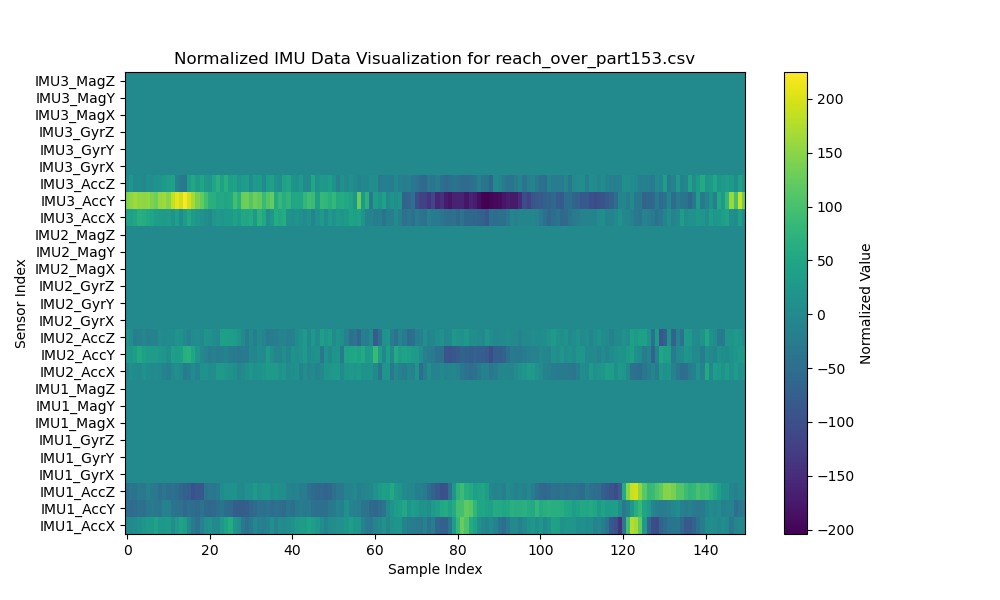 Normalized IMU Data Visualization for reach_over_part153.csv
IMU3_MagZ
IMU3_MagY
IMU3_MagX
IMU3_GyrZ
IMU3_GyrY
IMU3_GyrX
IMU3_AccZ
IMU3_AccY
IMU3_AccX
IMU2_MagZ
IMU2_MagY
IMU2_MagX
IMU2_GyrZ
IMU2_GyrY
IMU2_GyrX
IMU2_AccZ
IMU2_AccY
IMU2_AccX
IMU1_MagZ
IMU1_MagY
IMU1_MagX
IMU1_GyrZ
IMU1_GyrY
IMU1_GyrX
IMU1_AccZ
IMU1_AccY
IMU1_AccX
Sensor Index
0 20 40 60 80 100 120 140
Sample Index
200
150
100
50
0
−50
−100
−150
−200
Normalized Value